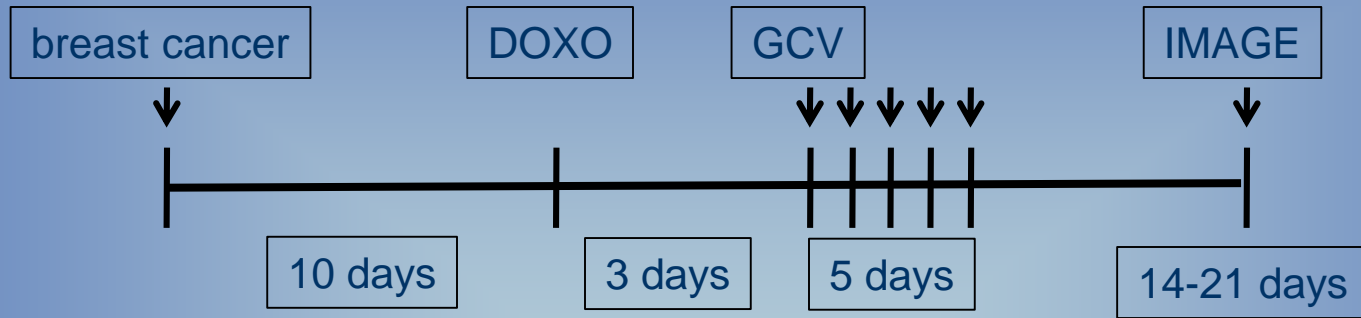 breast cancer
DOXO
GCV
IMAGE
10 days
3 days
5 days
14-21 days